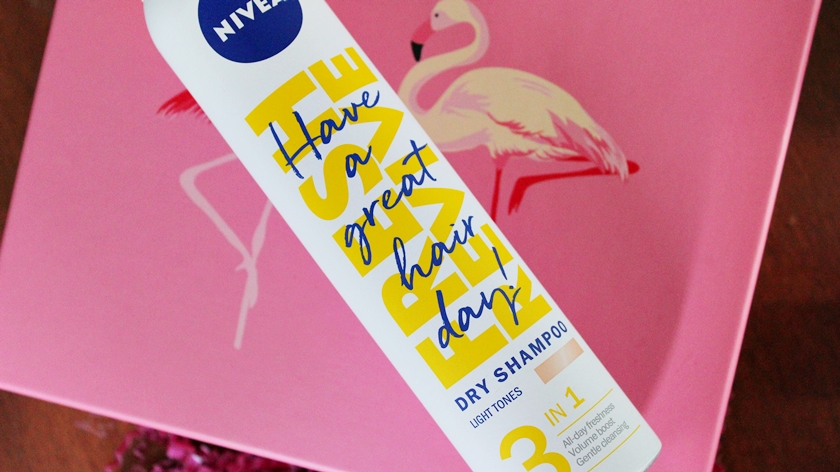 NIVEA
FRESH
REVIVE
Have
a
great
hair
day!
DRY SHAMPOO
LIGHT TONES
3 IN 1
All-day freshness
Volume boost
Gentle cleansing